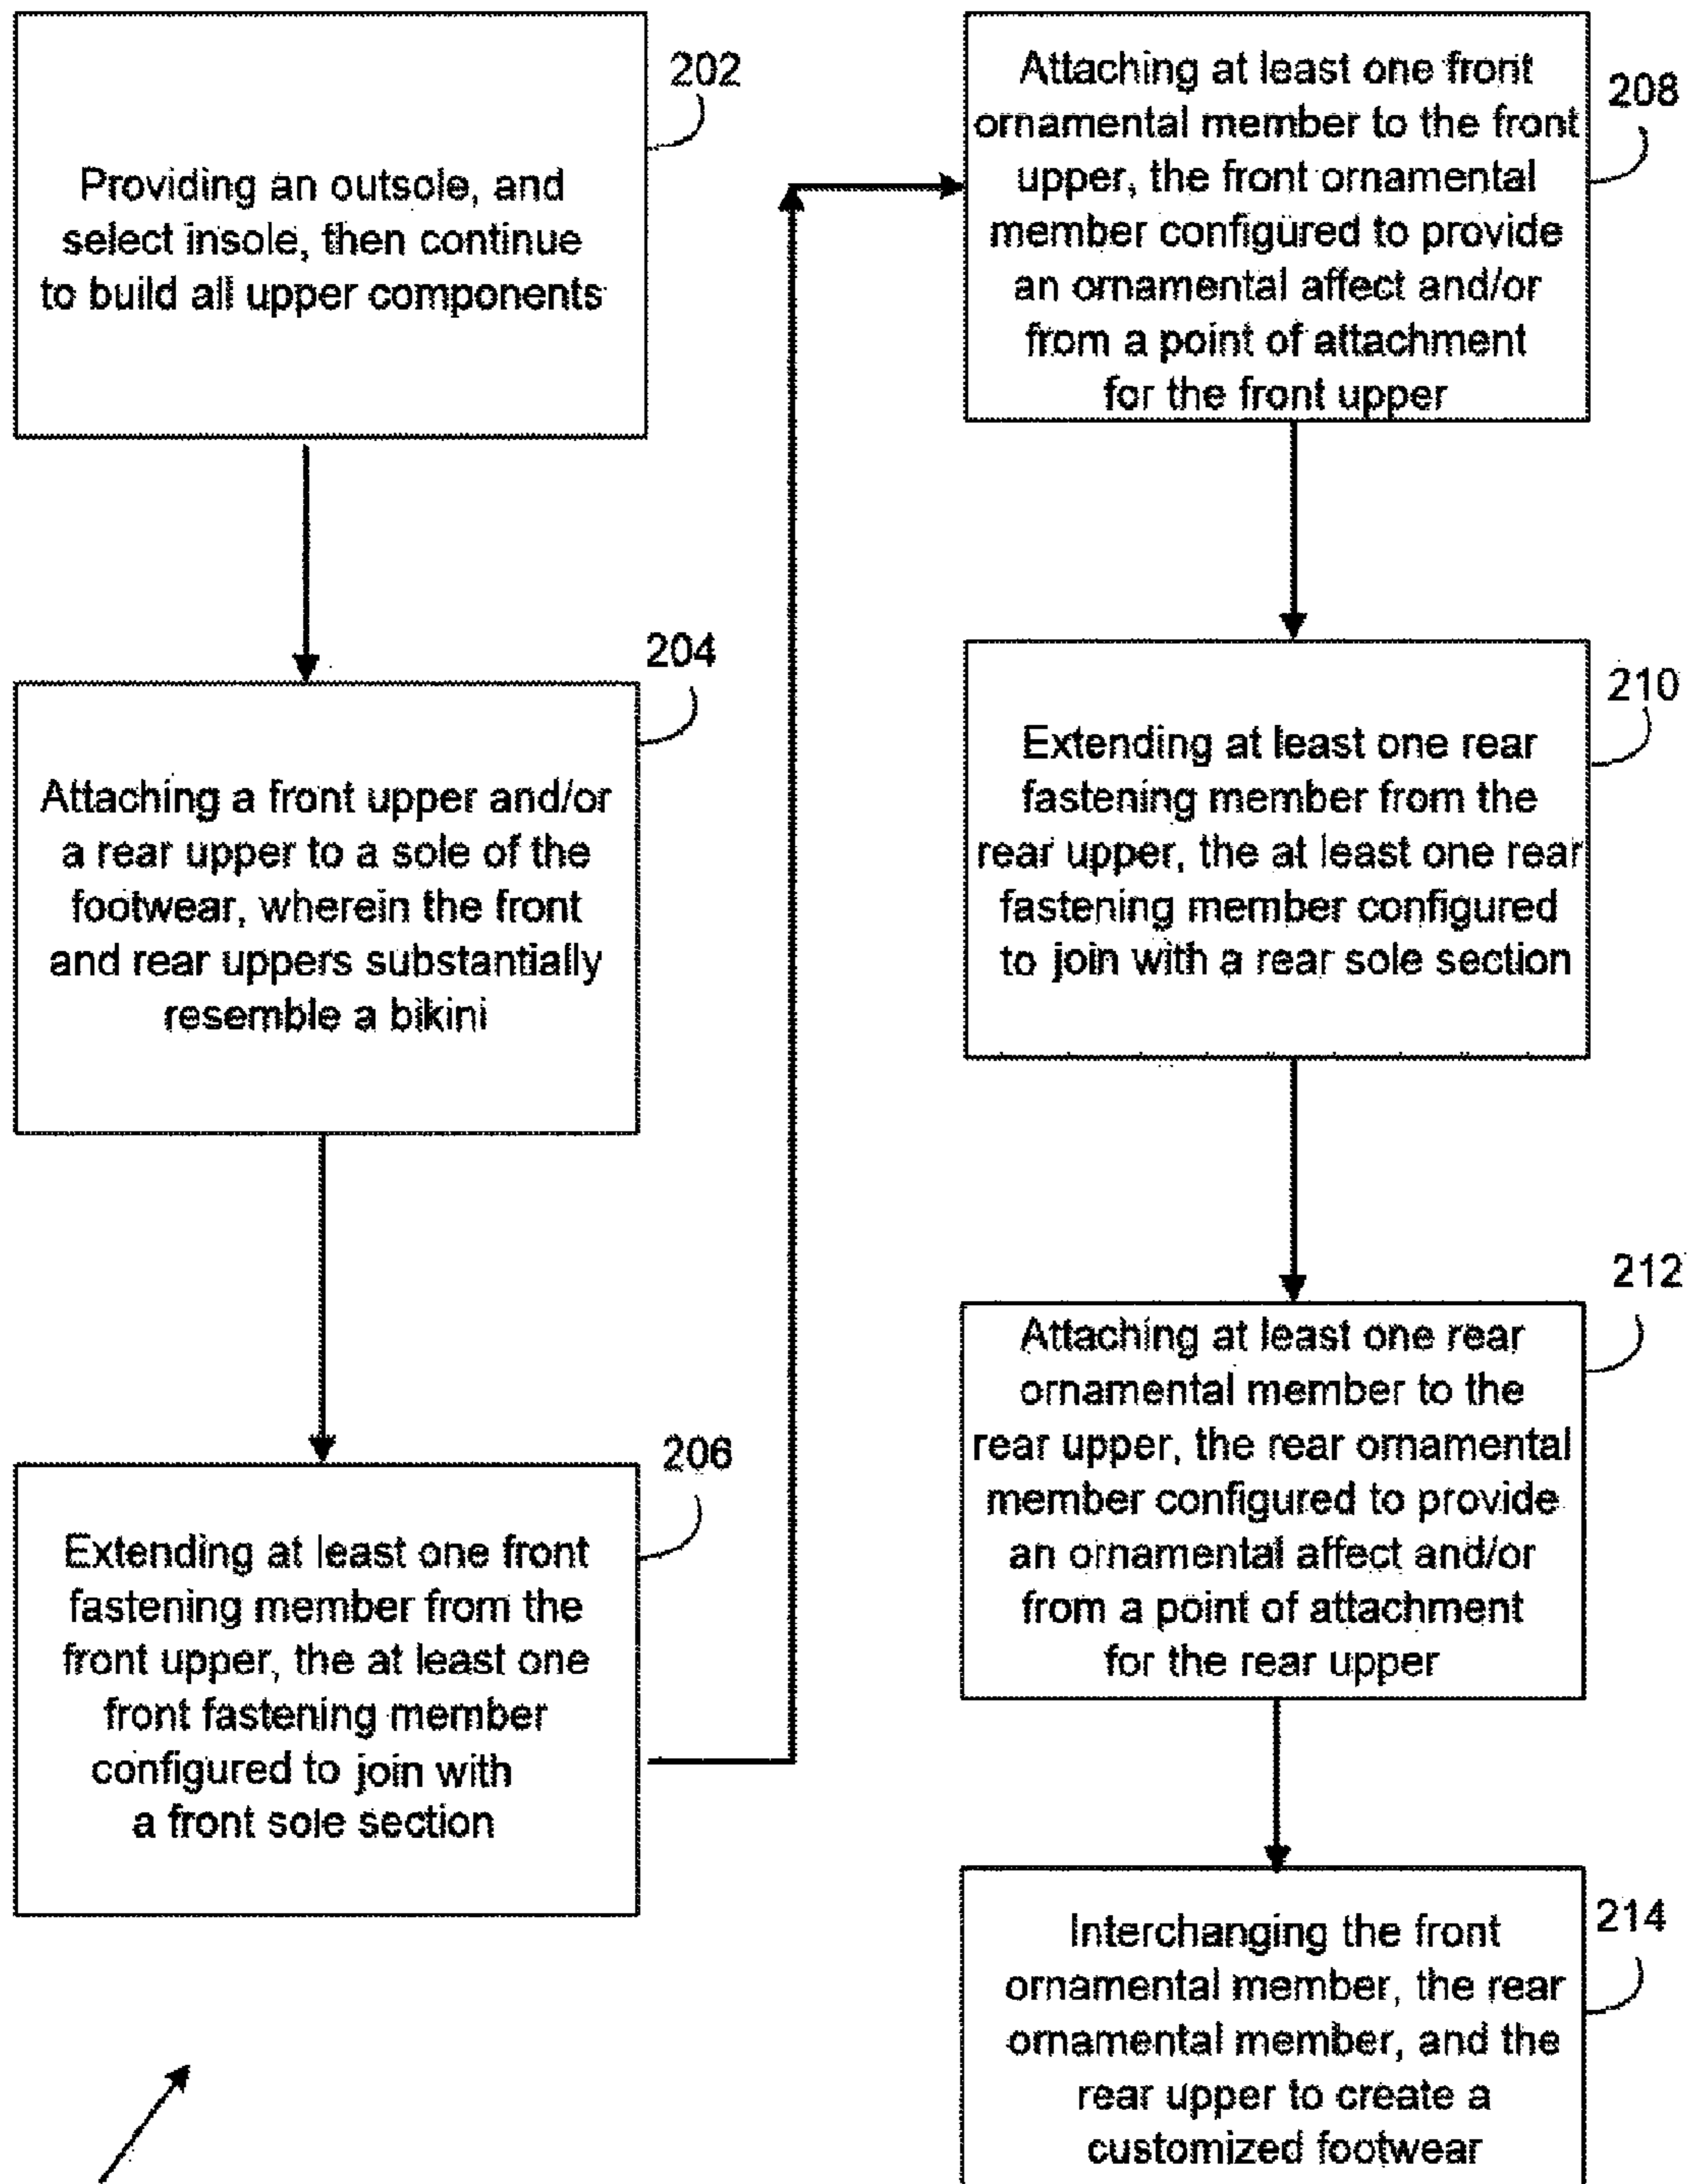 202
Providing an outsole, and
select insole, then continue
to build all upper components
204
Attaching a front upper and/or
a rear upper to a sole of the
footwear, wherein the front
and rear uppers substantially
resemble a bikini
206
Extending at least one front
fastening member from the
front upper, the at least one
front fastening member
configured to join with
a front sole section
208
Attaching at least one front
ornamental member to the front
upper, the front ornamental
member configured to provide
an ornamental affect and/or
from a point of attachment
for the front upper
210
Extending at least one rear
fastening member from the
rear upper, the at least one rear
fastening member configured
to join with a rear sole section
212
Attaching at least one rear
ornamental member to the
rear upper, the rear ornamental
member configured to provide
an ornamental affect and/or
from a point of attachment
for the rear upper
214
Interchanging the front
ornamental member, the rear
ornamental member, and the
rear upper to create a
customized footwear